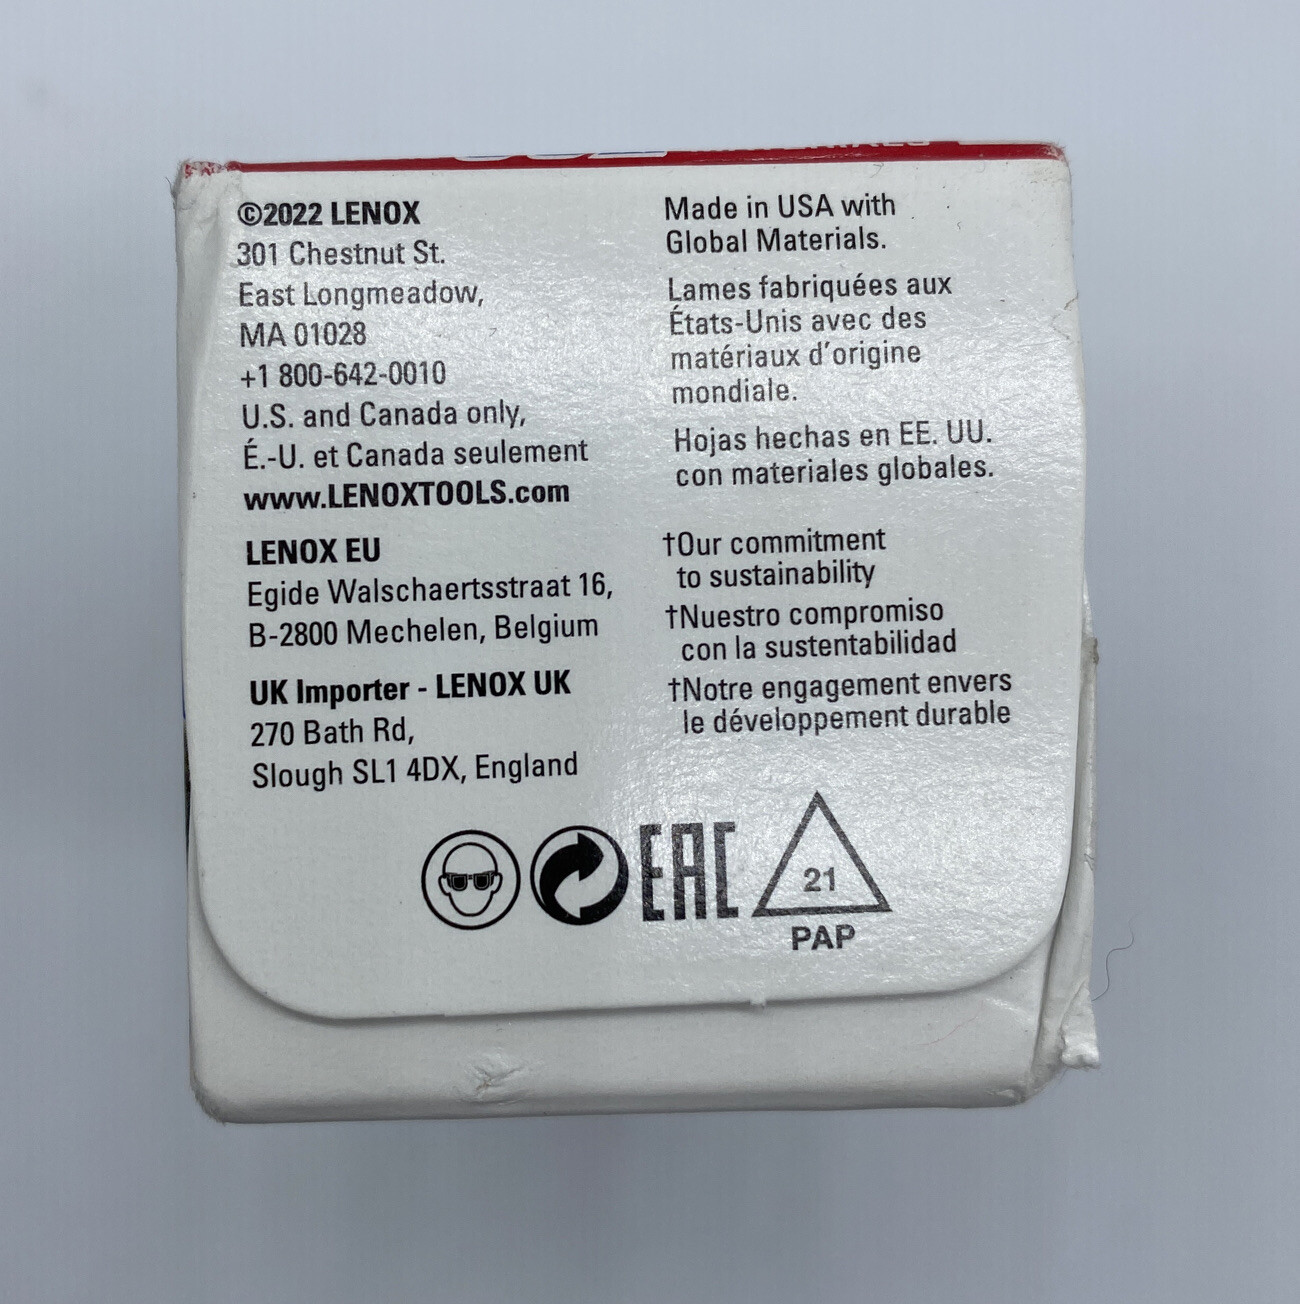 ©2022 LENOX
301 Chestnut St.
East Longmeadow,
MA 01028
+1 800-642-0010
U.S. and Canada only,
É.-U. et Canada seulement
www.LENOXTOOLS.com
LENOX EU
Egide Walschaertsstraat 16,
B-2800 Mechelen, Belgium
UK Importer - LENOX UK
270 Bath Rd,
Slough SL1 4DX, England
Made in USA with
Global Materials.
Lames fabriquées aux
États-Unis avec des
matériaux d'origine
mondiale.
Hojas hechas en EE. UU.
con materiales globales.
†Our commitment
to sustainability
†Nuestro compromiso
con la sustentabilidad
†Notre engagement envers
le développement durable
EAC
21
PAP